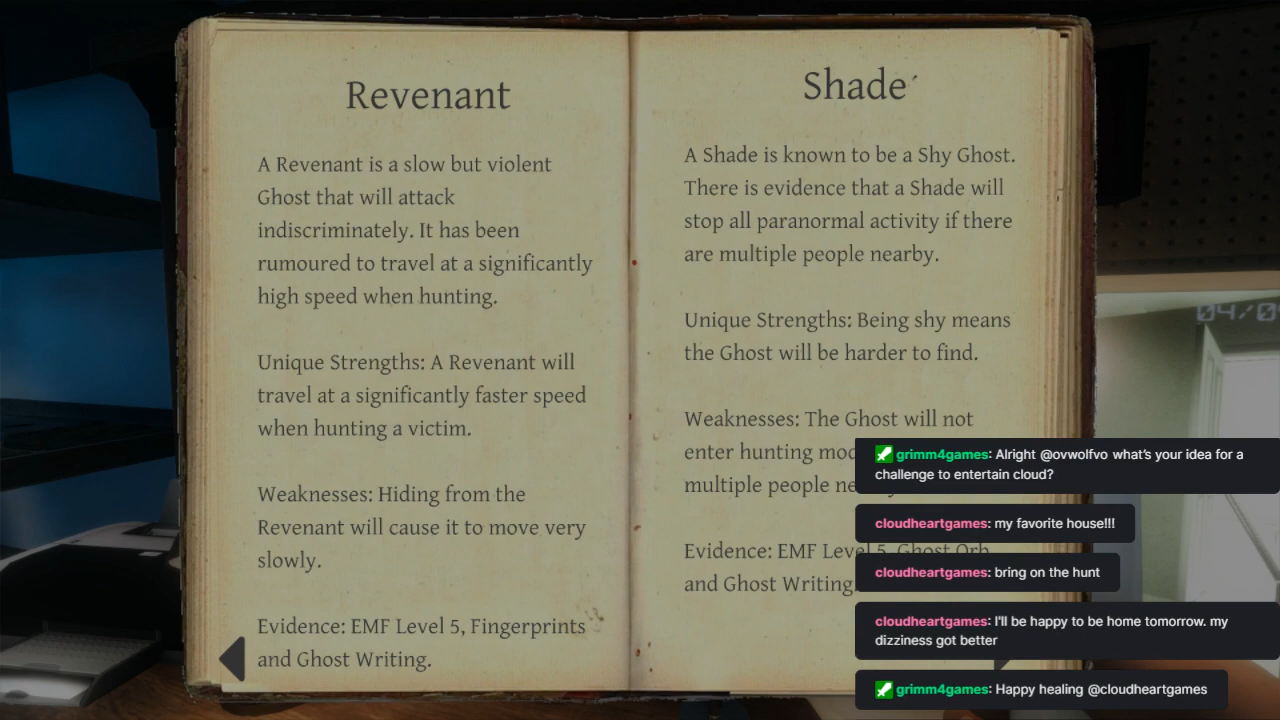 Revenant
A Revenant is a slow but violent
Ghost that will attack
indiscriminately. It has been
rumoured to travel at a significantly
high speed when hunting.
Unique Strengths: A Revenant will
travel at a significantly faster speed
when hunting a victim.
Weaknesses: Hiding from the
Revenant will cause it to move very
slowly.
Evidence: EMF Level 5, Fingerprints
and Ghost Writing.
Shade
A Shade is known to be a Shy Ghost.
There is evidence that a Shade will
stop all paranormal activity if there
are multiple people nearby.
Unique Strengths: Being shy means
the Ghost will be harder to find.
Weaknesses: The Ghost will not
enter hunting
multiple people
Evidence: EMF Level 5, Ghost Orb
and Ghost Writing.
04/0
grimm4games: Alright @ovwolfvo what's your idea for a
challenge to entertain cloud?
cloudheartgames: my favorite house!!!
cloudheartgames: bring on the hunt
cloudheartgames: I'll be happy to be home tomorrow. my
dizziness got better
grimm4games: Happy healing @cloudheartgames